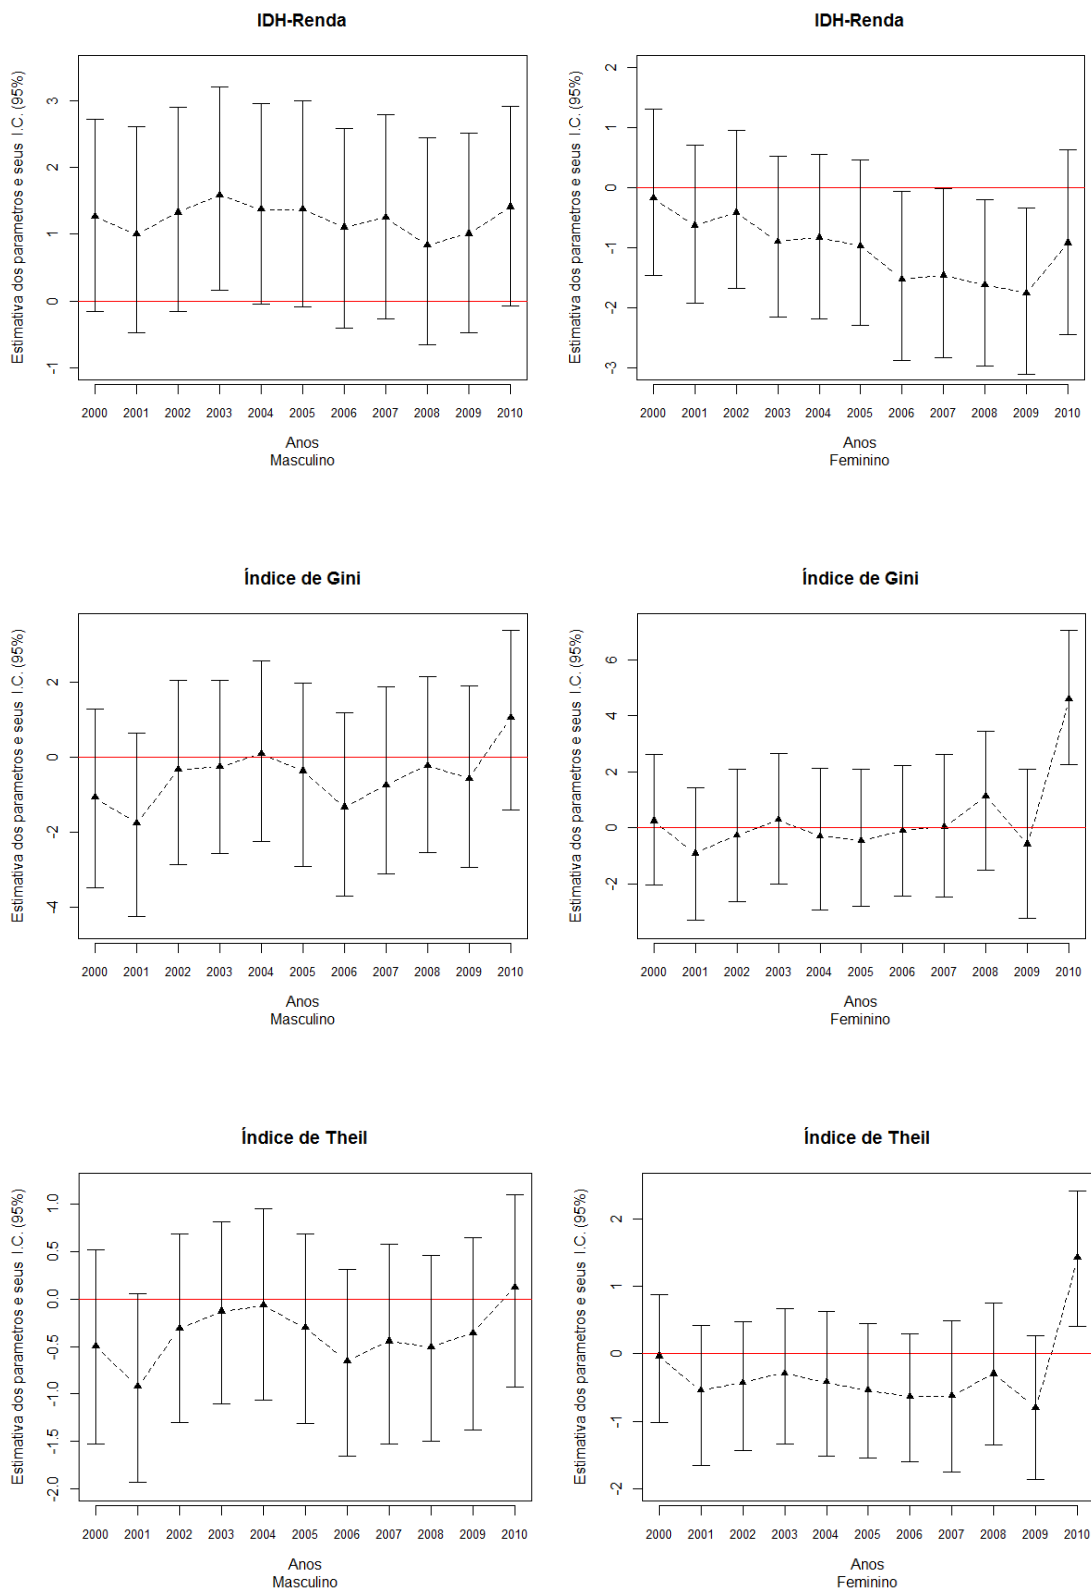 IDH-Renda
Estimativa dos parametros e seus I.C. (95%)
3
2
1
0
-1
2000 2001 2002 2003 2004 2005 2006 2007 2008 2009 2010
Anos
Masculino
IDH-Renda
Estimativa dos parametros e seus I.C. (95%)
2
1
0
-1
-2
-3
2000 2001 2002 2003 2004 2005 2006 2007 2008 2009 2010
Anos
Feminino
Índice de Gini
Estimativa dos parametros e seus I.C. (95%)
2
0
-2
-4
2000 2001 2002 2003 2004 2005 2006 2007 2008 2009 2010
Anos
Masculino
Índice de Gini
Estimativa dos parametros e seus I.C. (95%)
6
4
2
0
-2
2000 2001 2002 2003 2004 2005 2006 2007 2008 2009 2010
Anos
Feminino
Índice de Theil
Estimativa dos parametros e seus I.C. (95%)
1.0
0.5
0.0
-0.5
-1.0
-1.5
-2.0
2000 2001 2002 2003 2004 2005 2006 2007 2008 2009 2010
Anos
Masculino
Índice de Theil
Estimativa dos parametros e seus I.C. (95%)
2
1
0
-1
-2
2000 2001 2002 2003 2004 2005 2006 2007 2008 2009 2010
Anos
Feminino